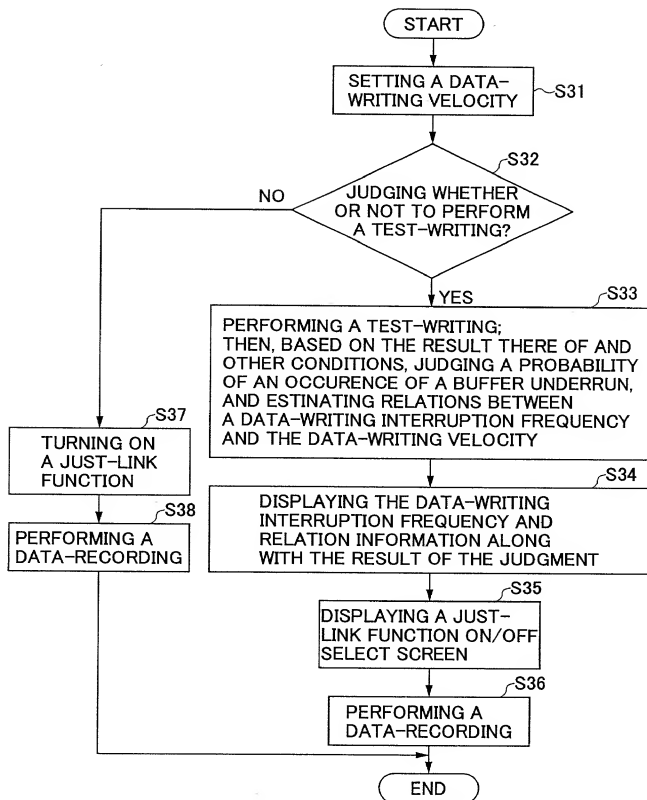 START
SETTING A DATA-
WRITING VELOCITY
S31
S32
JUDGING WHETHER
OR NOT TO PERFORM
A TEST-WRITING?
NO
YES
S33
PERFORMING A TEST-WRITING;
THEN, BASED ON THE RESULT THERE OF AND
OTHER CONDITIONS, JUDGING A PROBABILITY
OF AN OCCURENCE OF A BUFFER UNDERRUN,
AND ESTINATING RELATIONS BETWEEN
A DATA-WRITING INTERRUPTION FREQUENCY
AND THE DATA-WRITING VELOCITY
S34
DISPLAYING THE DATA-WRITING
INTERRUPTION FREQUENCY AND
RELATION INFORMATION ALONG
WITH THE RESULT OF THE JUDGMENT
S35
DISPLAYING A JUST-
LINK FUNCTION ON/OFF
SELECT SCREEN
S36
PERFORMING A
DATA-RECORDING
S37
TURNING ON
A JUST-LINK
FUNCTION
S38
PERFORMING A
DATA-RECORDING
END